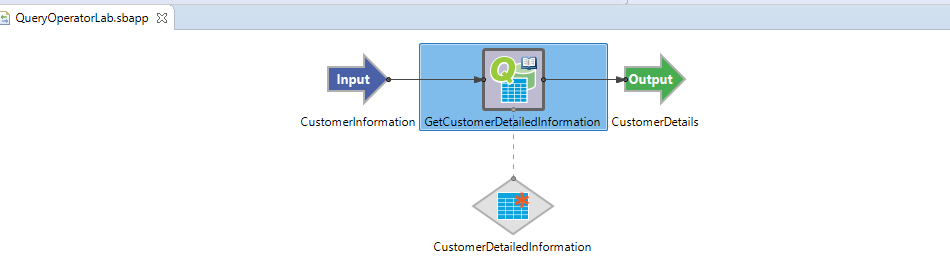 QueryOperatorLab.sbapp
Input
Q
Output
CustomerInformation
GetCustomerDetailedInformation
CustomerDetails
CustomerDetailedInformation